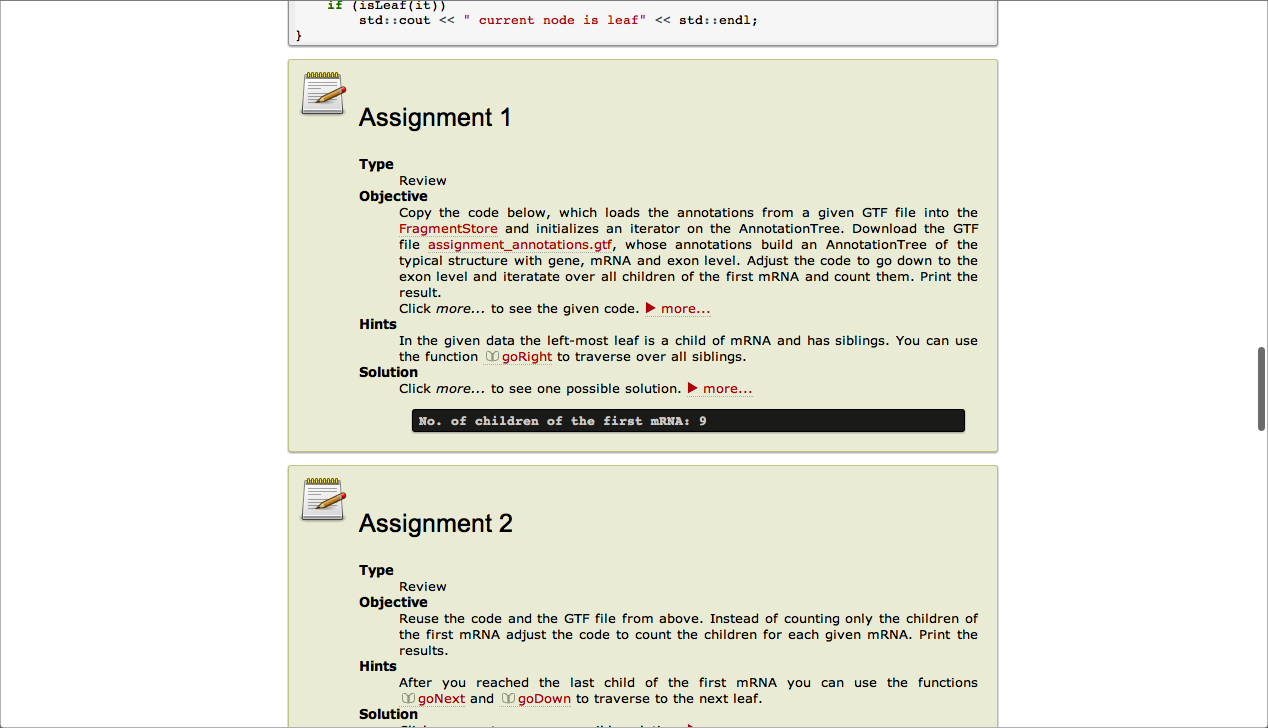 if (isLeaf(it))
std::cout << " current node is leaf" << std::endl;
}
Assignment 1
Type
Review
Objective
Copy the code below, which loads the annotations from a given GTF file into the
FragmentStore and initializes an iterator on the AnnotationTree. Download the GTF
file assignment_annotations.gtf, whose annotations build an AnnotationTree of the
typical structure with gene, mRNA and exon level. Adjust the code to go down to the
exon level and iteratate over all children of the first mRNA and count them. Print the
result.
Click more... to see the given code. ▶ more...
Hints
In the given data the left-most leaf is a child of mRNA and has siblings. You can use
the function goRight to traverse over all siblings.
Solution
Click more... to see one possible solution. ▶ more...
No. of children of the first mRNA: 9
Assignment 2
Type
Review
Objective
Reuse the code and the GTF file from above. Instead of counting only the children of
the first mRNA adjust the code to count the children for each given mRNA. Print the
results.
Hints
After you reached the last child of the first mRNA you can use the functions
goNext and goDown to traverse to the next leaf.
Solution